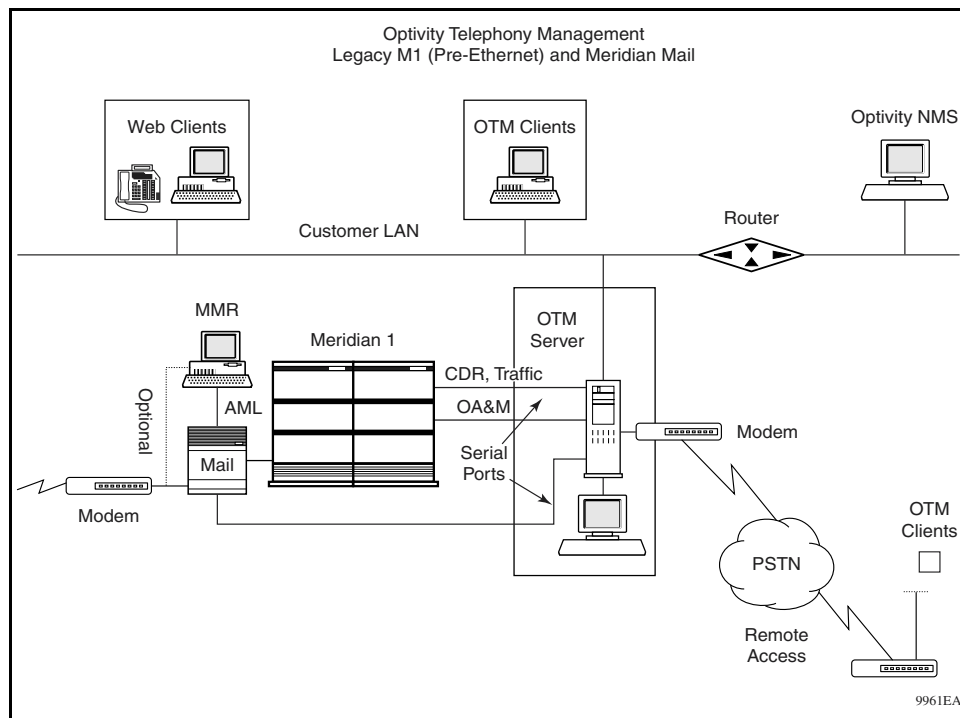 Optivity Telephony Management
Legacy M1 (Pre-Ethernet) and Meridian Mail
Web Clients
OTM Clients
Optivity NMS
Customer LAN
Router
MMR
Meridian 1
OTM
Server
CDR, Traffic
OA&M
Optional
AML
Mail
Serial
Ports
Modem
Modem
OTM
Clients
PSTN
Remote
Access
9961EA